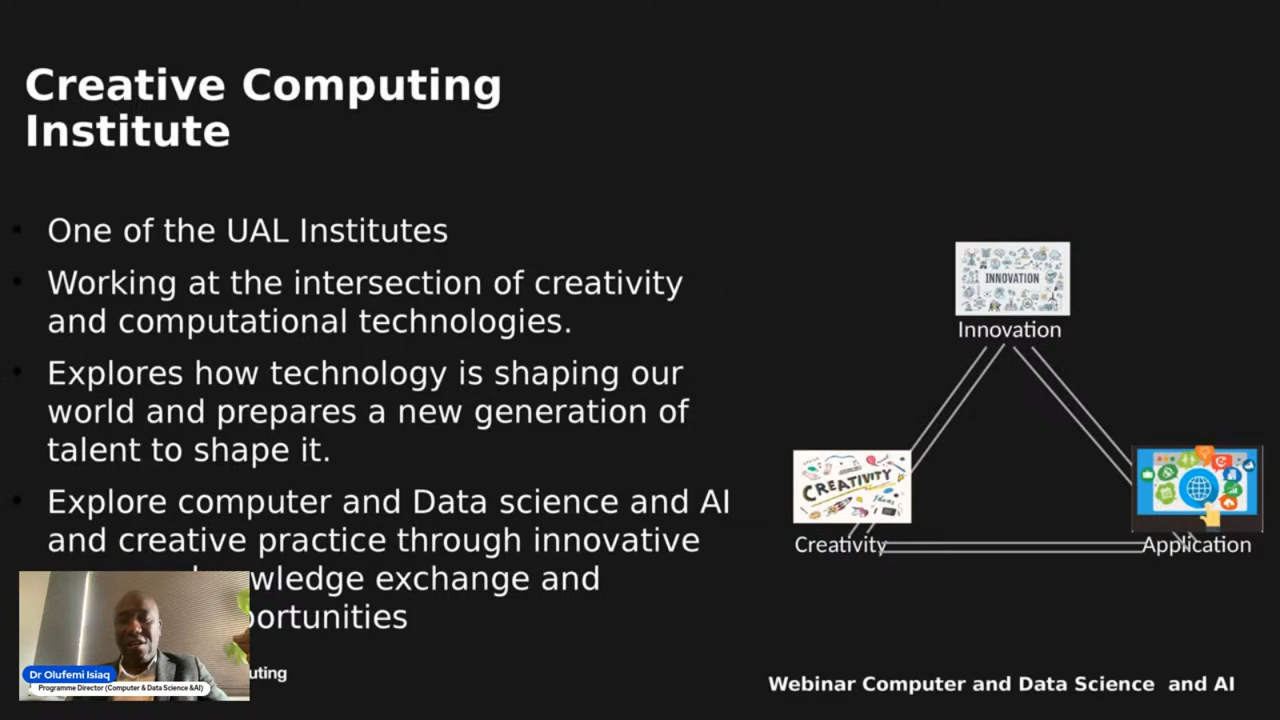 Creative Computing
Institute
One of the UAL Institutes
Working at the intersection of creativity
and computational technologies.
Explores how technology is shaping our
world and prepares a new generation of
talent to shape it.
Explore computer and Data science and AI
and creative practice through innovative
wledge exchange and
portunities
INNOVATION
Innovation
CREATIVITY
Ideas
Creativity
Application
Dr Olufemi Isiaq
Programme Director (Computer & Data Science &AI)
uting
Webinar Computer and Data Science and AI